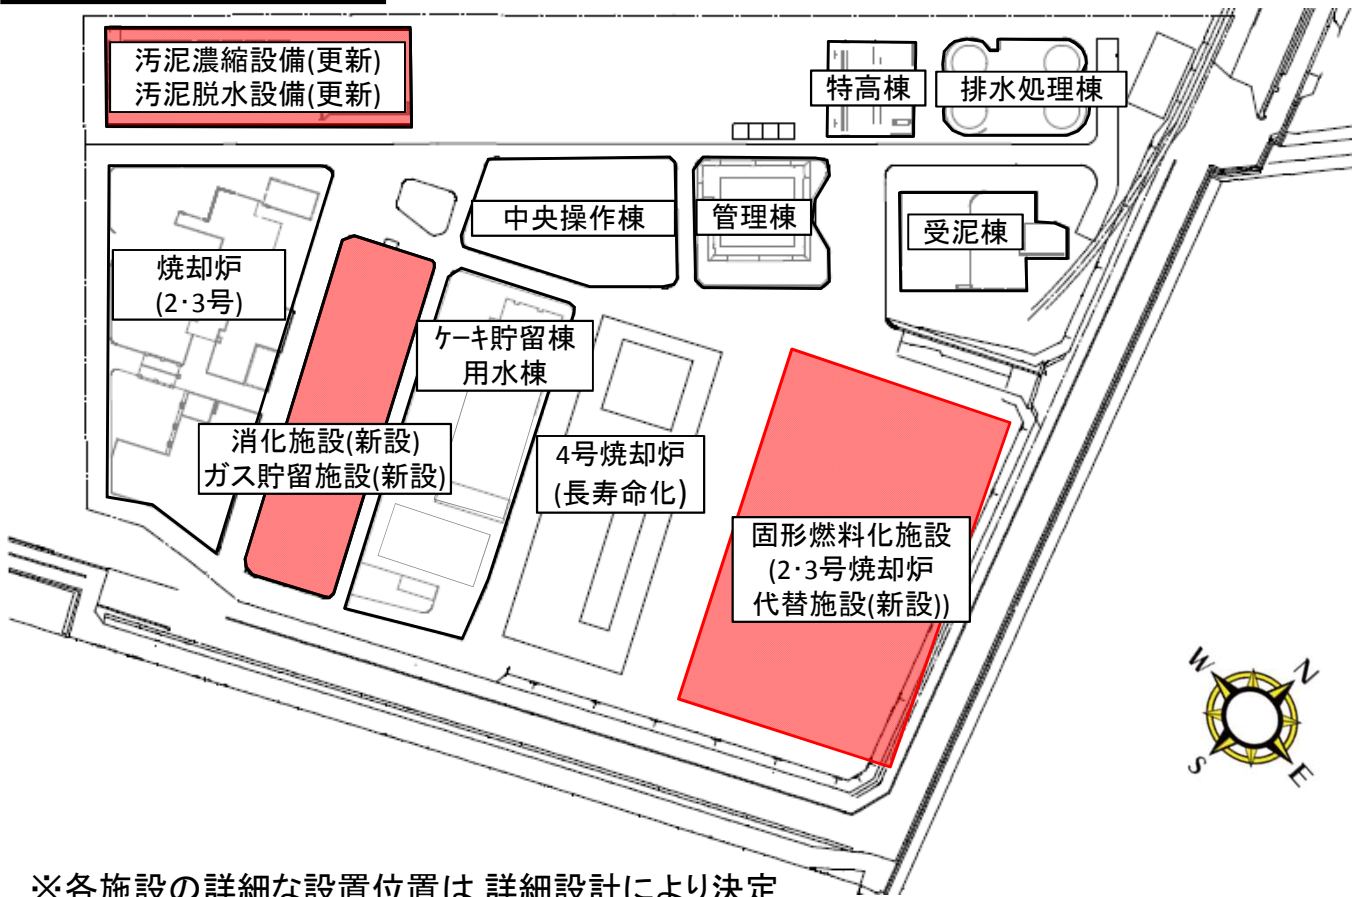 汚泥濃縮設備(更新)
汚泥脱水設備(更新)
特高棟
排水処理棟
中央操作棟
管理棟
受泥棟
焼却炉
(2･3号)
ｹｰｷ貯留棟
用水棟
消化施設(新設)
ガス貯留施設(新設)
4号焼却炉
(長寿命化)
固形燃料化施設
(2･3号焼却炉
代替施設(新設))
W
N
S
E
※各施設の詳細な設置位置は,詳細設計により決定